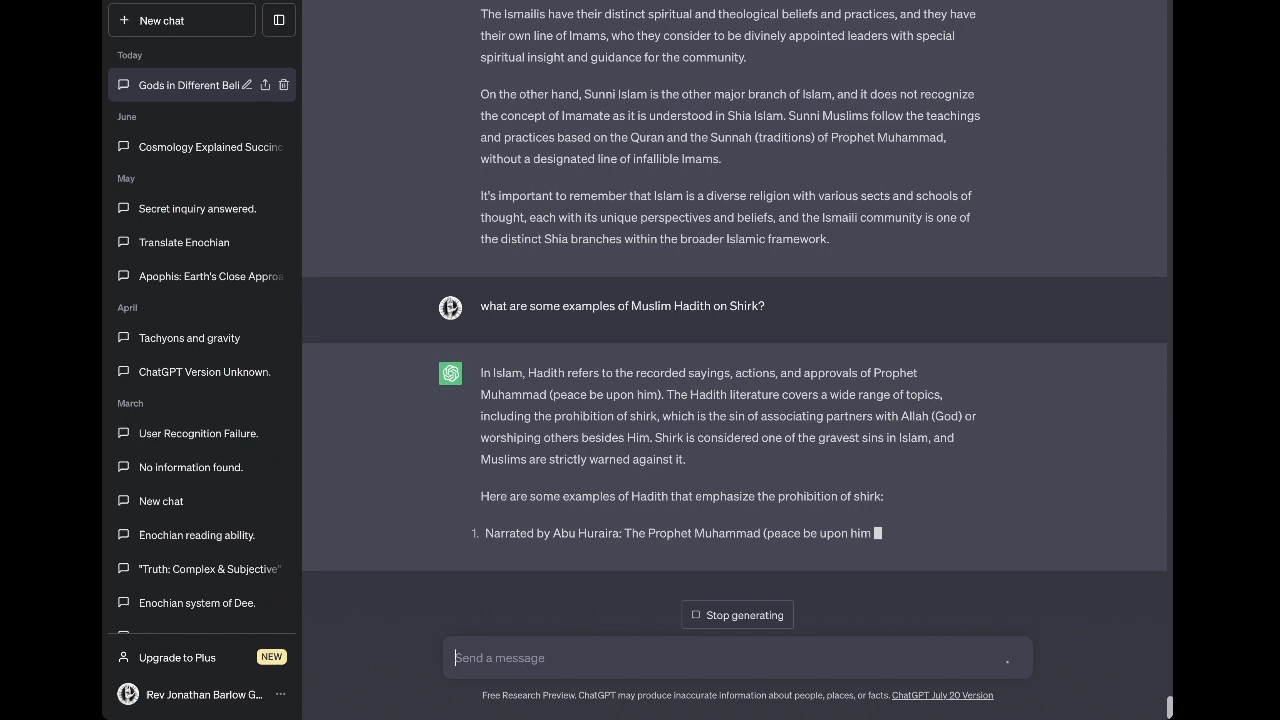 New chat
Today
Gods in Different Beli
June
Cosmology Explained Succinc
May
Secret inquiry answered.
Translate Enochian
Apophis: Earth's Close Approa
April
Tachyons and gravity
ChatGPT Version Unknown.
March
User Recognition Failure.
No information found.
New chat
Enochian reading ability.
"Truth: Complex & Subjective"
Enochian system of Dee.
Upgrade to Plus
NEW
Rev Jonathan Barlow G...
The Ismailis have their distinct spiritual and theological beliefs and practices, and they have
their own line of Imams, who they consider to be divinely appointed leaders with special
spiritual insight and guidance for the community.
On the other hand, Sunni Islam is the other major branch of Islam, and it does not recognize
the concept of Imamate as it is understood in Shia Islam. Sunni Muslims follow the teachings
and practices based on the Quran and the Sunnah (traditions) of Prophet Muhammad,
without a designated line of infallible Imams.
It's important to remember that Islam is a diverse religion with various sects and schools of
thought, each with its unique perspectives and beliefs, and the Ismaili community is one of
the distinct Shia branches within the broader Islamic framework.
what are some examples of Muslim Hadith on Shirk?
In Islam, Hadith refers to the recorded sayings, actions, and approvals of Prophet
Muhammad (peace be upon him). The Hadith literature covers a wide range of topics,
including the prohibition of shirk, which is the sin of associating partners with Allah (God) or
worshiping others besides Him. Shirk is considered one of the gravest sins in Islam, and
Muslims are strictly warned against it.
Here are some examples of Hadith that emphasize the prohibition of shirk:
1. Narrated by Abu Huraira: The Prophet Muhammad (peace be upon him
Stop generating
Send a message
Free Research Preview. ChatGPT may produce inaccurate information about people, places, or facts. ChatGPT July 20 Version